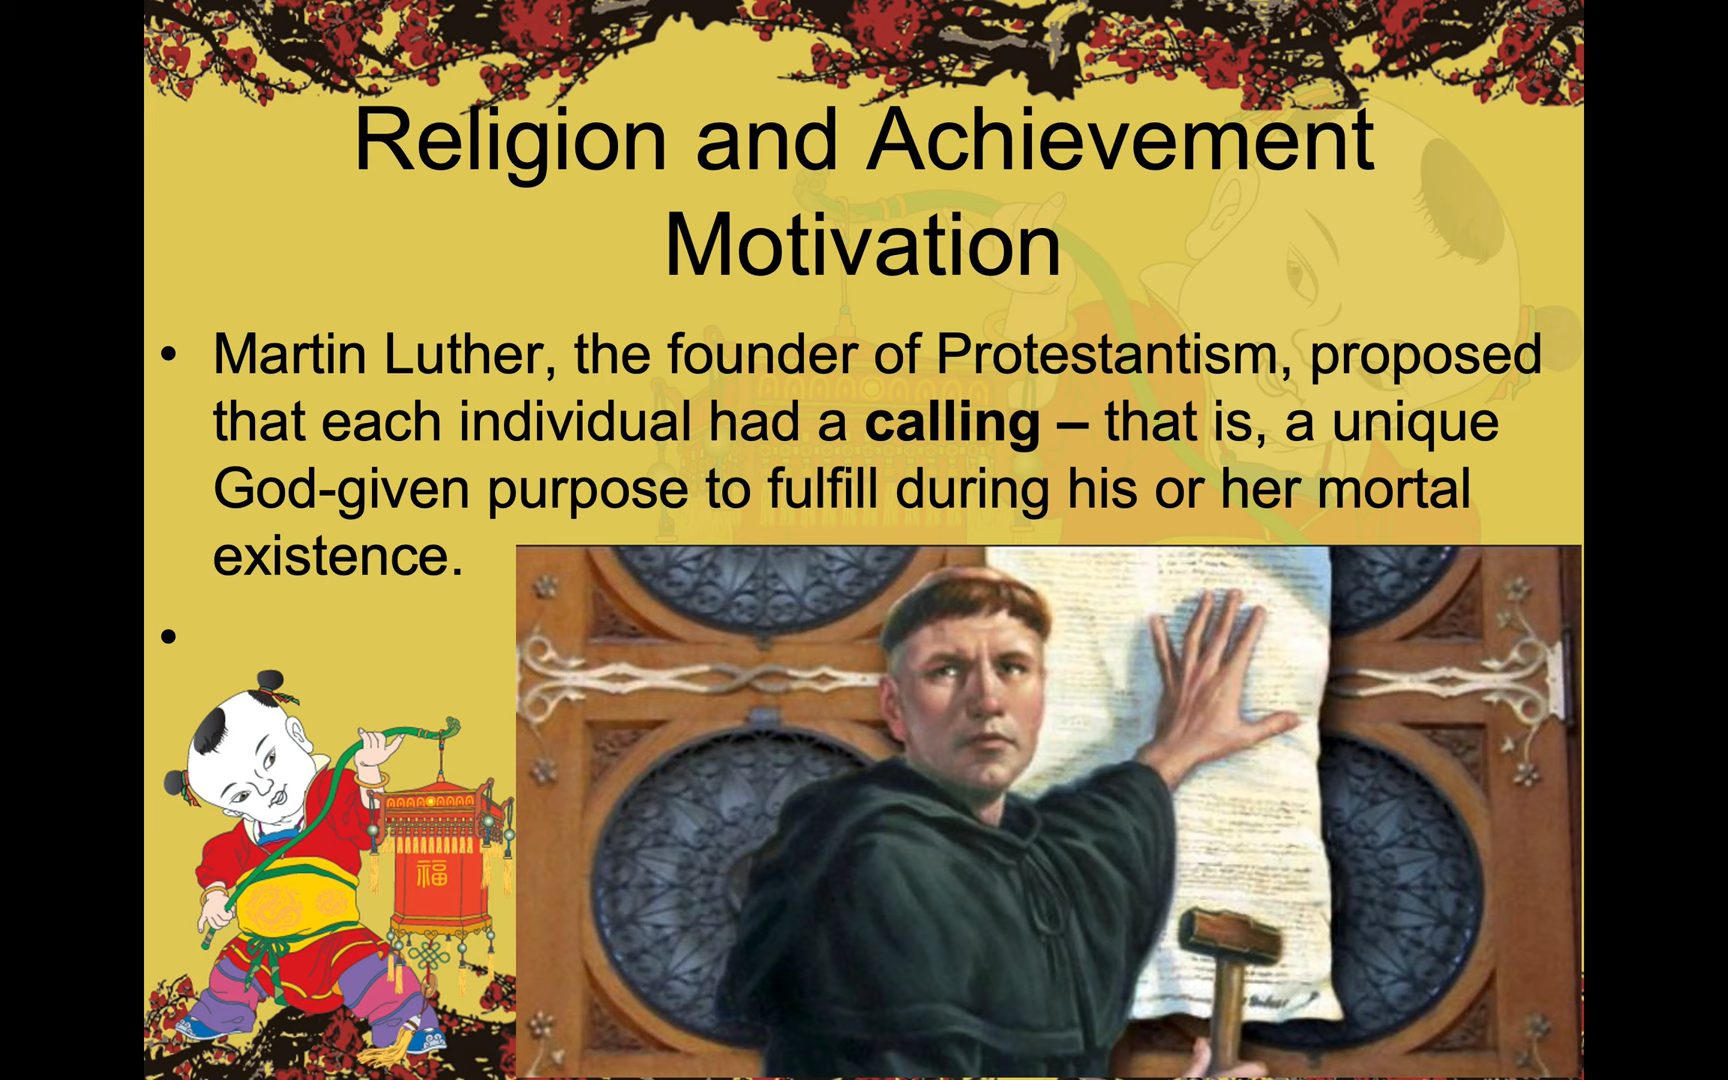 Religion and Achievement
Motivation
• Martin Luther, the founder of Protestantism, proposed
that each individual had a calling – that is, a unique
God-given purpose to fulfill during his or her mortal
existence.
•
福